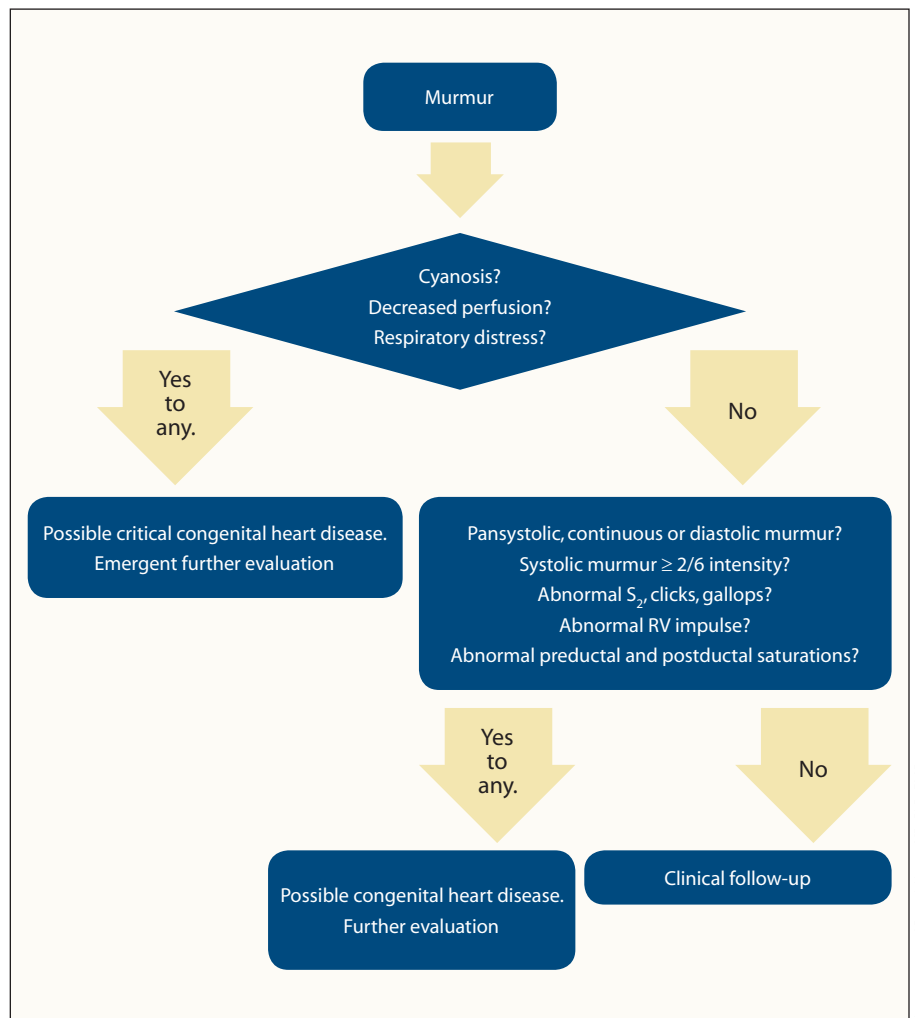 Murmur
Cyanosis?
Decreased perfusion?
Respiratory distress?
Yes
to
any.
No
Possible critical congenital heart disease.
Emergent further evaluation
Pansystolic, continuous or diastolic murmur?
Systolic murmur ≥ 2/6 intensity?
Abnormal S₂, clicks, gallops?
Abnormal RV impulse?
Abnormal preductal and postductal saturations?
Yes
to
any.
No
Possible congenital heart disease.
Further evaluation
Clinical follow-up